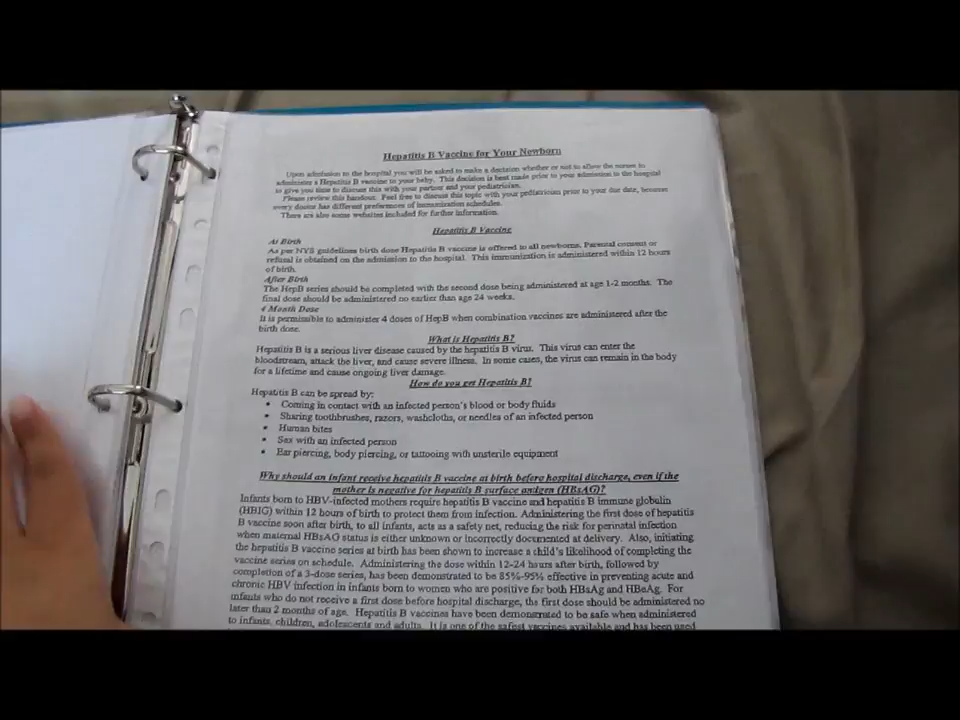 Hepatitis B Vaccine for Your Newborn
Upon admission to the hospital you will be asked to make a decision whether or not to allow the nurses to
administer a Hepatitis B vaccine to your baby. This decision is best made prior to your admission to the hospital
to give you time to discuss this with your partner and your pediatrician.
Please review this handout. Feel free to discuss this topic with your pediatrician prior to your due date, because
every doctor has different preferences of immunization schedules.
There are also some websites included for further information.
Hepatitis B Vaccine
At Birth
As per NYS guidelines birth dose Hepatitis B vaccine is offered to all newborns. Parental consent or
refusal is obtained on the admission to the hospital. This immunization is administered within 12 hours
of birth.
After Birth
The HepB series should be completed with the second dose being administered at age 1-2 months. The
final dose should be administered no earlier than age 24 weeks.
4 Month Dose
It is permissible to administer 4 doses of HepB when combination vaccines are administered after the
birth dose.
What is Hepatitis B?
Hepatitis B is a serious liver disease caused by the hepatitis B virus. This virus can enter the
bloodstream, attack the liver, and cause severe illness. In some cases, the virus can remain in the body
for a lifetime and cause ongoing liver damage.
How do you get Hepatitis B?
Hepatitis B can be spread by:
• Coming in contact with an infected person's blood or body fluids
• Sharing toothbrushes, razors, washcloths, or needles of an infected person
• Human bites
• Sex with an infected person
• Ear piercing, body piercing, or tattooing with unsterile equipment
Why should an infant receive hepatitis B vaccine at birth before hospital discharge, even if the
mother is negative for hepatitis B surface antigen (HBsAG)?
Infants born to HBV-infected mothers require hepatitis B vaccine and hepatitis B immune globulin
(HBIG) within 12 hours of birth to protect them from infection. Administering the first dose of hepatitis
B vaccine soon after birth, to all infants, acts as a safety net, reducing the risk for perinatal infection
when maternal HBsAG status is either unknown or incorrectly documented at delivery. Also, initiating
the hepatitis B vaccine series at birth has been shown to increase a child's likelihood of completing the
vaccine series on schedule. Administering the dose within 12-24 hours after birth, followed by
completion of a 3-dose series, has been demonstrated to be 85%-95% effective in preventing acute and
chronic HBV infection in infants born to women who are positive for both HBsAg and HBeAg. For
infants who do not receive a first dose before hospital discharge, the first dose should be administered no
later than 2 months of age. Hepatitis B vaccines have been demonstrated to be safe when administered
to infants, children, adolescents and adults. It is one of the safest vaccines available and has been used